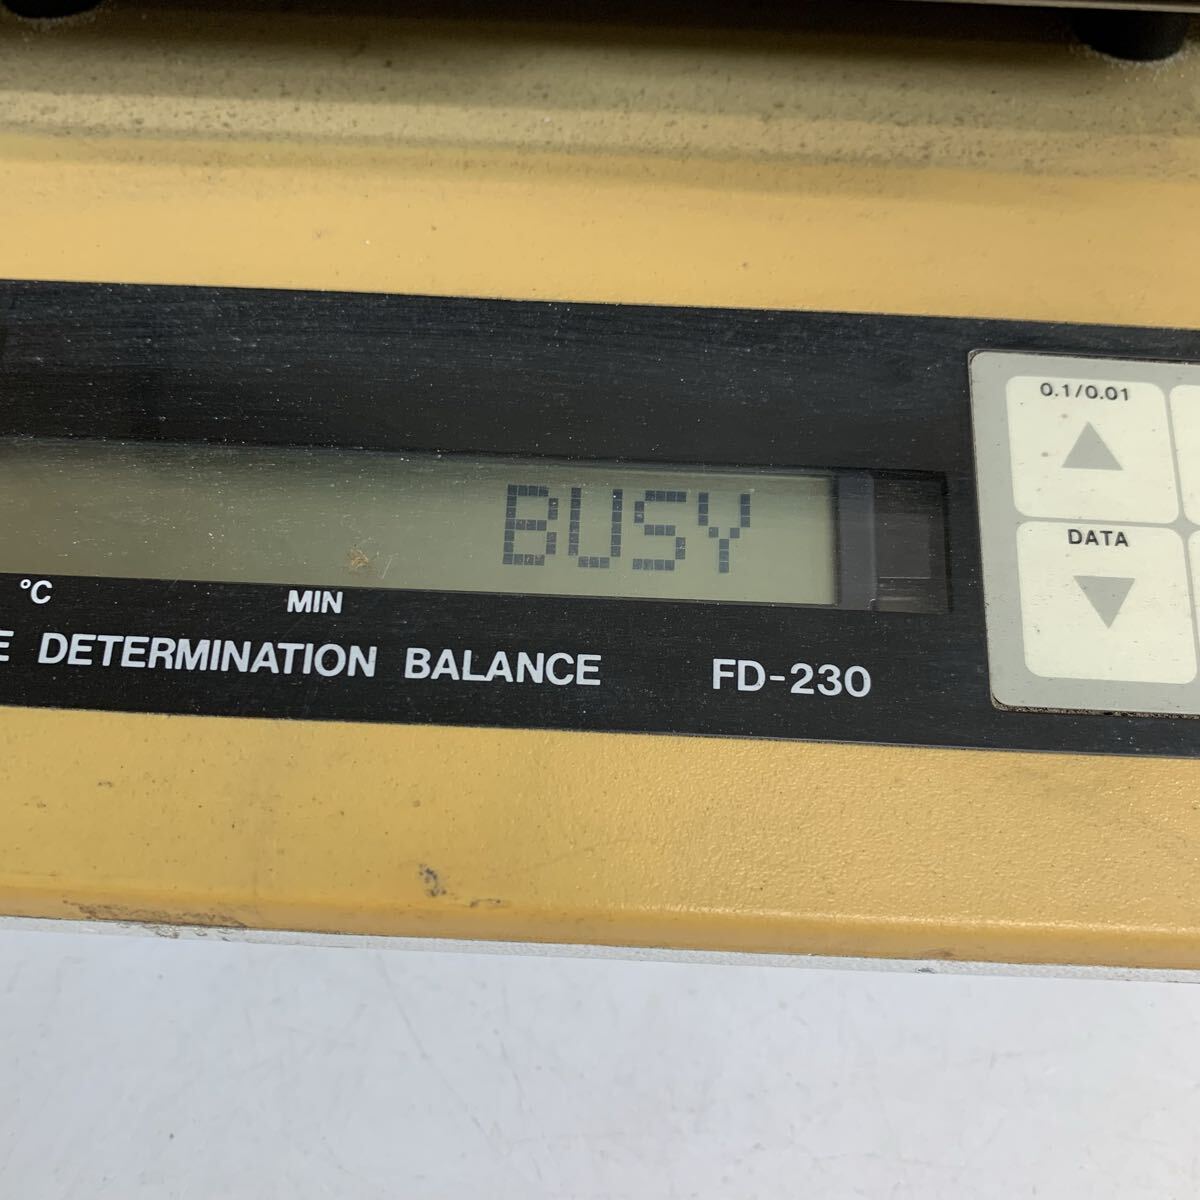 0.1/0.01
BUSY
DATA
°C MIN
E DETERMINATION BALANCE FD-230